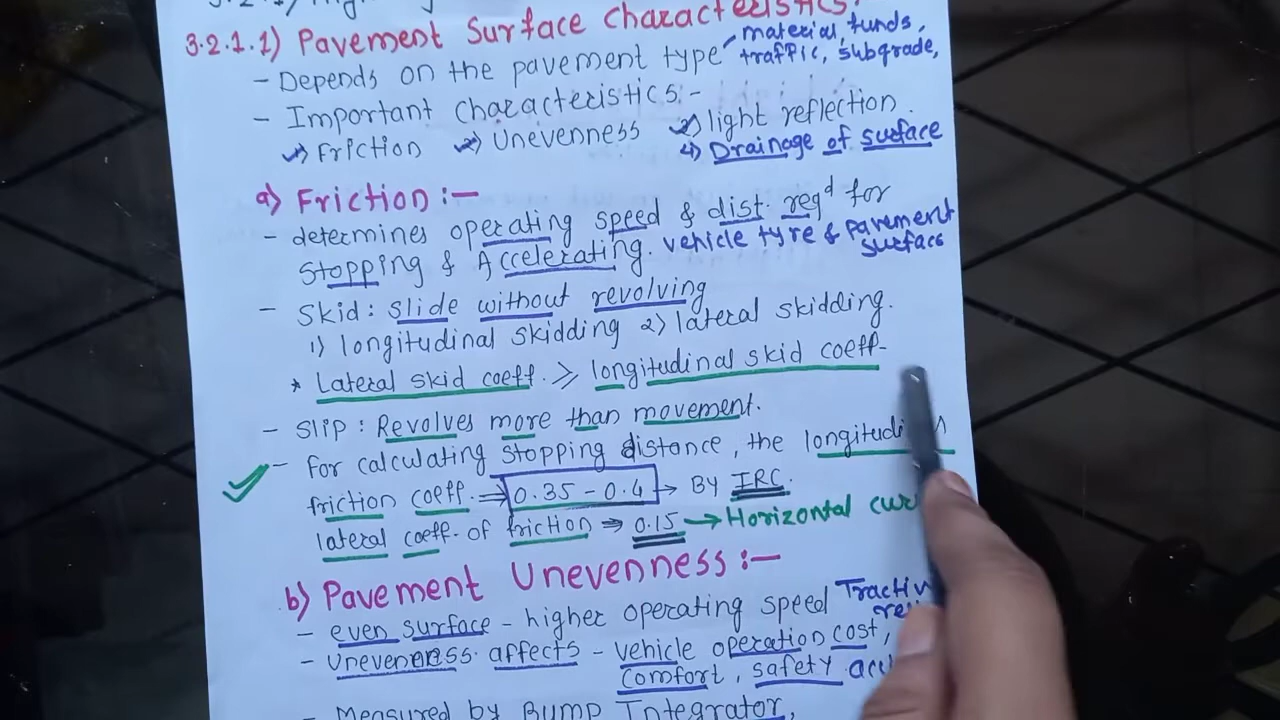 3.2.1.1) Pavement Surface Characteristics:
material, funds,
- Depends on the pavement type traffic, subgrade,
- Important characteristics:-
1) Friction 2) Unevenness 3) light reflection.
4) Drainage of surface
a) Friction :-
- determines operating speed & dist. reqd for
stopping & Accelerating. vehicle tyre & pavement
surface
- Skid: slide without revolving
1) longitudinal skidding 2) lateral skidding.
* Lateral skid coeff. ≥ longitudinal skid coeff-
- Slip: Revolves more than movement.
- for calculating stopping distance, the
friction coeff. ⇒ 0.35 - 0.4 → By IRC.
lateral coeff. of friction ⇒ 0.15 → Horizontal
b) Pavement Unevenness :-
- even surface - higher operating speed
- Unevenness affects - vehicle operation cost,
comfort, safety
- Measured by Bump Integrator,